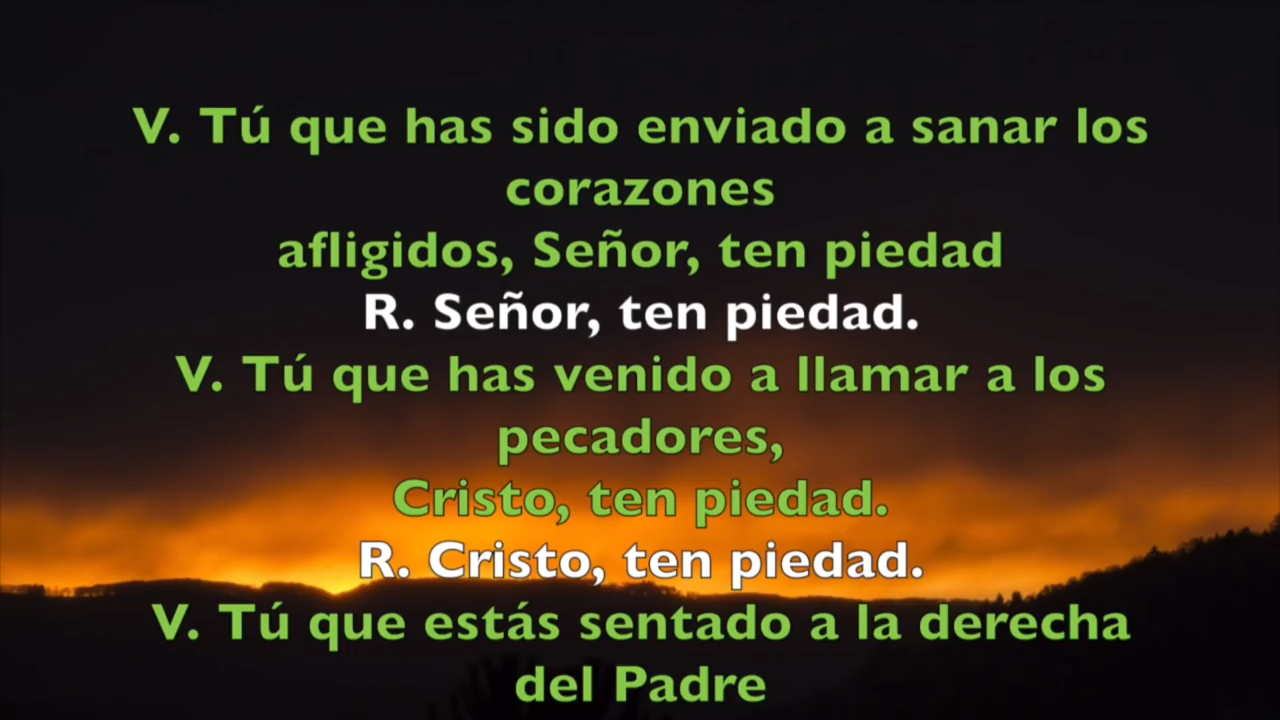 V. Tú que has sido enviado a sanar los
corazones
afligidos, Señor, ten piedad
R. Señor, ten piedad.
V. Tú que has venido a llamar a los
pecadores,
Cristo, ten piedad.
R. Cristo, ten piedad.
V. Tú que estás sentado a la derecha
del Padre